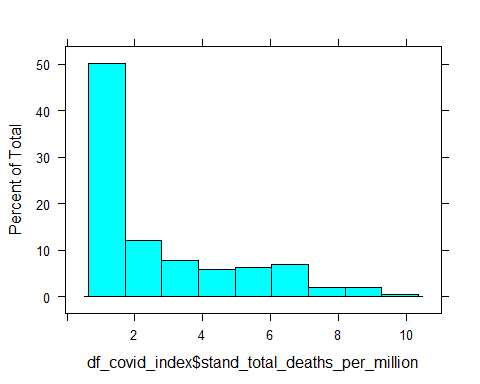 Percent of Total
50
40
30
20
10
0
2 4 6 8 10
df_covid_index$stand_total_deaths_per_million